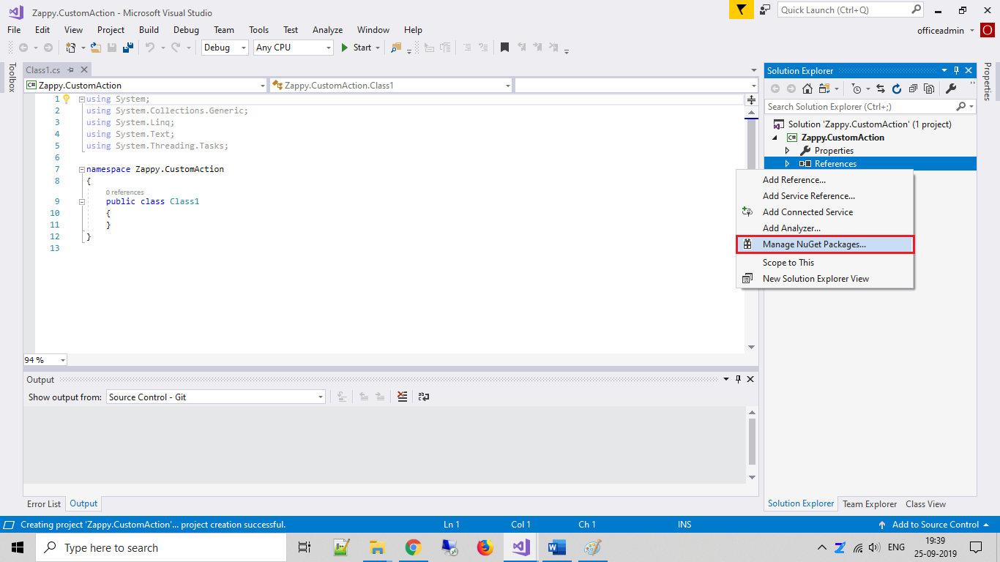 Zappy.CustomAction - Microsoft Visual Studio
Quick Launch (Ctrl+Q)
File Edit View Project Build Debug Team Tools Test Analyze Window Help
officeadmin O
Debug Any CPU Start
Toolbox
Class1.cs
C# Zappy.CustomAction Zappy.CustomAction.Class1
1 using System;
2 using System.Collections.Generic;
3 using System.Linq;
4 using System.Text;
5 using System.Threading.Tasks;
6
7 namespace Zappy.CustomAction
8 {
0 references
9 public class Class1
10 {
11 }
12 }
13
94 %
Solution Explorer
Properties
Search Solution Explorer (Ctrl+;)
Solution 'Zappy.CustomAction' (1 project)
C# Zappy.CustomAction
Properties
References
Add Reference...
Add Service Reference...
Add Connected Service
Add Analyzer...
Manage NuGet Packages...
Scope to This
New Solution Explorer View
Output
Show output from: Source Control - Git
Error List Output
Solution Explorer Team Explorer Class View
Creating project 'Zappy.CustomAction'... project creation successful. Ln 1 Col 1 Ch 1 INS Add to Source Control
Type here to search
ENG
19:39
25-09-2019